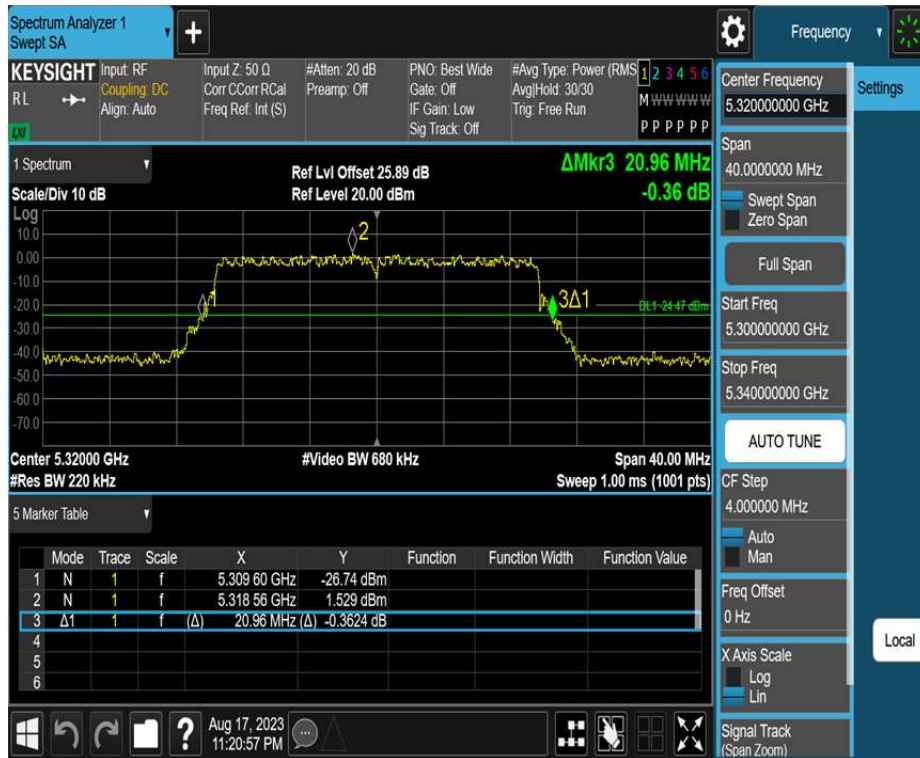 Spectrum Analyzer 1
Swept SA
+
Frequency
KEYSIGHT
RL
LXI
Input: RF
Coupling: DC
Align: Auto
Input Z: 50 Ω
Corr CCorr RCal
Freq Ref: Int (S)
#Atten: 20 dB
Preamp: Off
PNO: Best Wide
Gate: Off
IF Gain: Low
Sig Track: Off
#Avg Type: Power (RMS
Avg|Hold: 30/30
Trig: Free Run
1 2 3 4 5 6
M W W W W W
P P P P P P
1 Spectrum
Scale/Div 10 dB
Ref Lvl Offset 25.89 dB
Ref Level 20.00 dBm
ΔMkr3 20.96 MHz
-0.36 dB
Log
10.0
0.00
-10.0
-20.0
-30.0
-40.0
-50.0
-60.0
-70.0
2
3Δ1
DL1 -24.47 dBm
Center 5.32000 GHz
#Video BW 680 kHz
Span 40.00 MHz
#Res BW 220 kHz
Sweep 1.00 ms (1001 pts)
5 Marker Table
Mode Trace Scale X Y Function Function Width Function Value
1 N 1 f 5.309 60 GHz -26.74 dBm
2 N 1 f 5.318 56 GHz 1.529 dBm
3 Δ1 1 f (Δ) 20.96 MHz (Δ) -0.3624 dB
4
5
6
?
Aug 17, 2023
11:20:57 PM
Center Frequency
5.320000000 GHz
Span
40.0000000 MHz
Swept Span
Zero Span
Full Span
Start Freq
5.300000000 GHz
Stop Freq
5.340000000 GHz
AUTO TUNE
CF Step
4.000000 MHz
Auto
Man
Freq Offset
0 Hz
X Axis Scale
Log
Lin
Signal Track
(Span Zoom)
Settings
Local